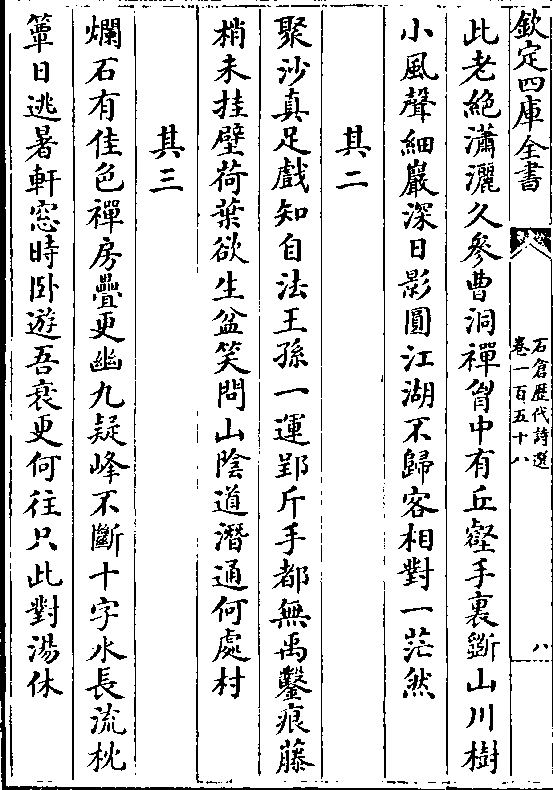 欽定四庫全書
石倉歷代詩選
卷一百五十八
八
此老絶瀟灑久參曹洞禪胷中有丘壑手裏斵山川樹
小風聲細巖深日影圓江湖不歸客相對一茫然
其二
聚沙真足戲知自法王孫一運郢斤手都無禹鑿痕藤
梢未挂壁荷葉欲生盆笑問山陰道潛通何處村
其三
爛石有佳色禪房疊更幽九疑峰不斷十字水長流枕
簟日逃暑軒窓時卧遊吾衰更何往只此對湯休